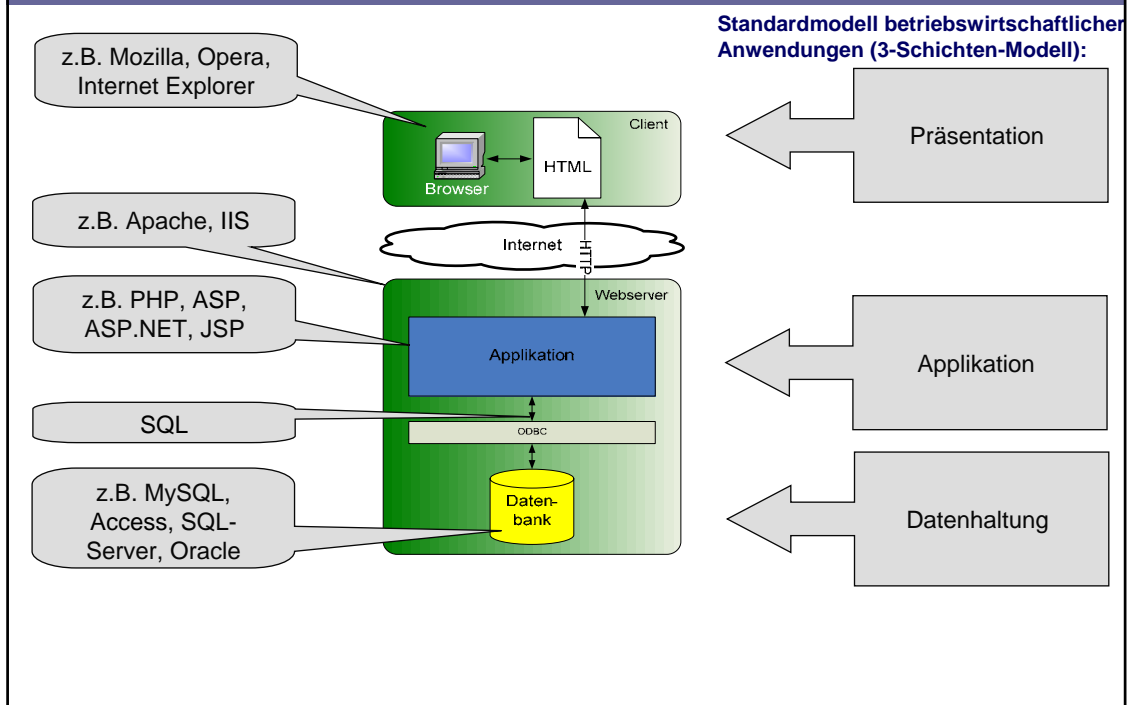 Standardmodell betriebswirtschaftlicher
Anwendungen (3-Schichten-Modell):
z.B. Mozilla, Opera,
Internet Explorer
Client
HTML
Browser
Präsentation
z.B. Apache, IIS
Internet
HTTP
Webserver
z.B. PHP, ASP,
ASP.NET, JSP
Applikation
Applikation
SQL
ODBC
z.B. MySQL,
Access, SQL-
Server, Oracle
Daten-
bank
Datenhaltung